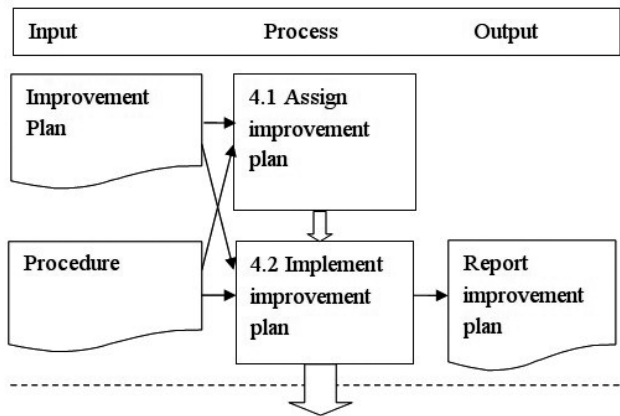 Input Process Output
Improvement
Plan
4.1 Assign
improvement
plan
Procedure
4.2 Implement
improvement
plan
Report
improvement
plan